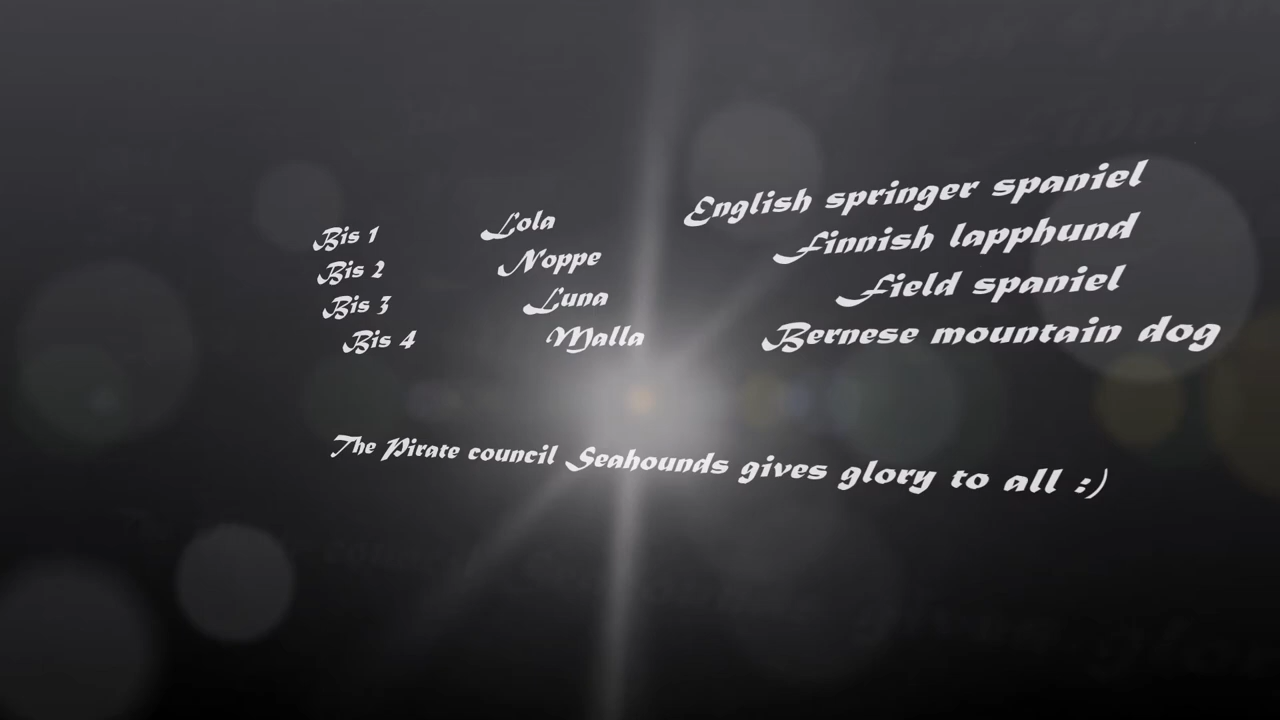 Bis 1 Lola English springer spaniel
Bis 2 Noppe Finnish lapphund
Bis 3 Luna Field spaniel
Bis 4 Malla Bernese mountain dog
The Pirate council Seahounds gives glory to all :)